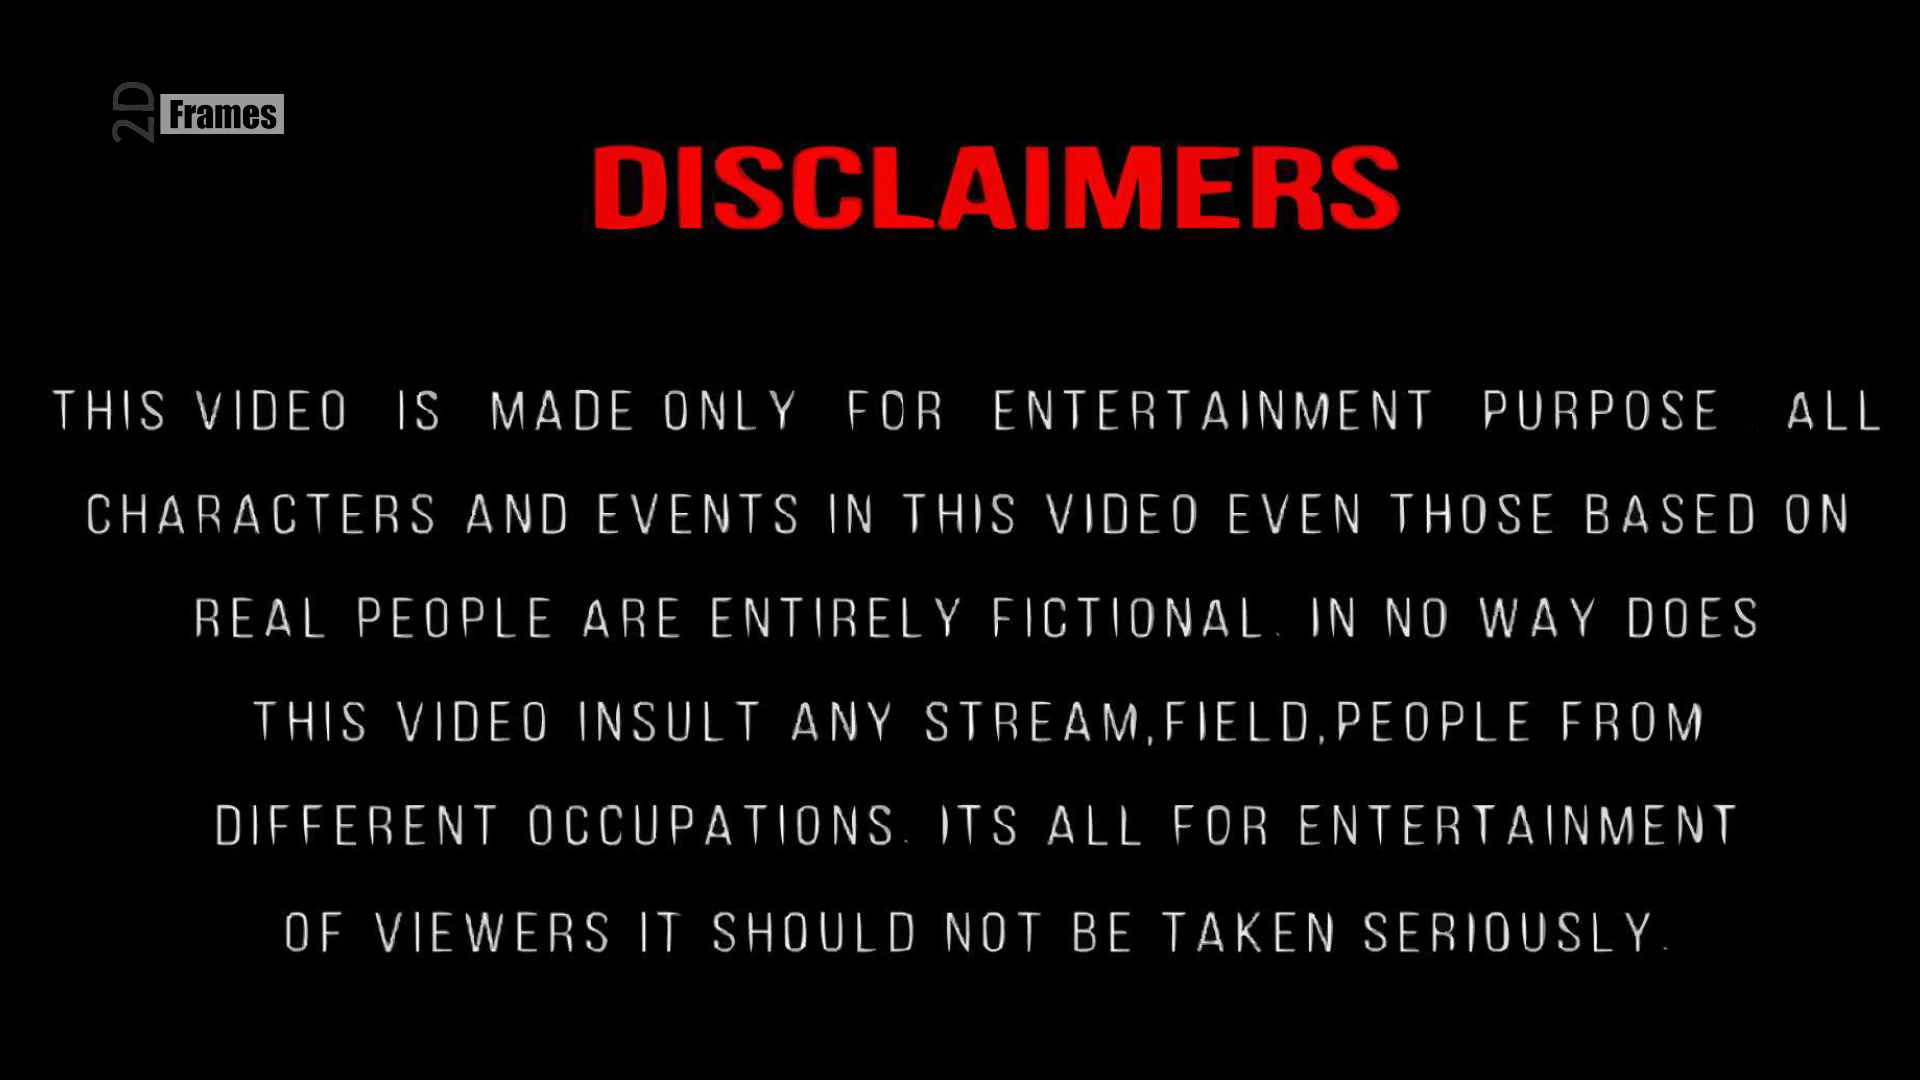 2D Frames
DISCLAIMERS
THIS VIDEO IS MADE ONLY FOR ENTERTAINMENT PURPOSE ALL
CHARACTERS AND EVENTS IN THIS VIDEO EVEN THOSE BASED ON
REAL PEOPLE ARE ENTIRELY FICTIONAL. IN NO WAY DOES
THIS VIDEO INSULT ANY STREAM,FIELD,PEOPLE FROM
DIFFERENT OCCUPATIONS. ITS ALL FOR ENTERTAINMENT
OF VIEWERS IT SHOULD NOT BE TAKEN SERIOUSLY.